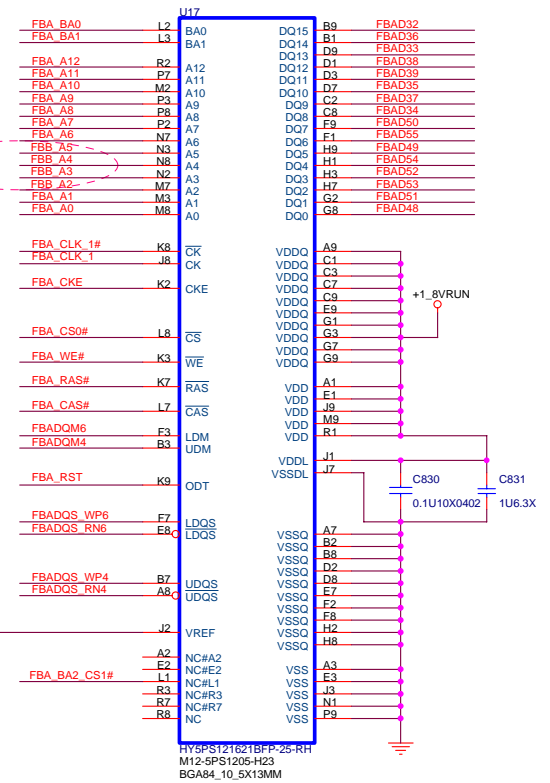 U17
FBA_BA0 L2 BA0 DQ15 B9 FBAD32
FBA_BA1 L3 BA1 DQ14 B1 FBAD36
DQ13 D9 FBAD33
FBA_A12 R2 A12 DQ12 D1 FBAD38
FBA_A11 P7 A11 DQ11 D3 FBAD39
FBA_A10 M2 A10 DQ10 D7 FBAD35
FBA_A9 P3 A9 DQ9 C2 FBAD37
FBA_A8 P8 A8 DQ8 C8 FBAD34
FBA_A7 P2 A7 DQ7 F9 FBAD50
FBA_A6 N7 A6 DQ6 F1 FBAD55
FBB_A5 N3 A5 DQ5 H9 FBAD49
FBB_A4 N8 A4 DQ4 H1 FBAD54
FBB_A3 N2 A3 DQ3 H3 FBAD52
FBB_A2 M7 A2 DQ2 H7 FBAD53
FBA_A1 M3 A1 DQ1 G2 FBAD51
FBA_A0 M8 A0 DQ0 G8 FBAD48
FBA_CLK_1# K8 CK VDDQ A9
FBA_CLK_1 J8 CK VDDQ C1
VDDQ C3
FBA_CKE K2 CKE VDDQ C7
VDDQ C9
+1_8VRUN
VDDQ E9
VDDQ G1
FBA_CS0# L8 CS VDDQ G3
VDDQ G7
FBA_WE# K3 WE VDDQ G9
FBA_RAS# K7 RAS VDD A1
VDD E1
FBA_CAS# L7 CAS VDD J9
VDD M9
FBADQM6 F3 LDM VDD R1
FBADQM4 B3 UDM
VDDL J1
VSSDL J7
FBA_RST K9 ODT
C830 C831
0.1U10X0402 1U6.3X
FBADQS_WP6 F7 LDQS
FBADQS_RN6 E8 LDQS VSSQ A7
VSSQ B2
VSSQ B8
VSSQ D2
FBADQS_WP4 B7 UDQS VSSQ D8
FBADQS_RN4 A8 UDQS VSSQ E7
VSSQ F2
VSSQ F8
J2 VREF VSSQ H2
VSSQ H8
A2 NC#A2
E2 NC#E2 VSS A3
FBA_BA2_CS1# L1 NC#L1 VSS E3
R3 NC#R3 VSS J3
R7 NC#R7 VSS N1
R8 NC VSS P9
HY5PS121621BFP-25-RH
M12-5PS1205-H23
BGA84_10_5X13MM